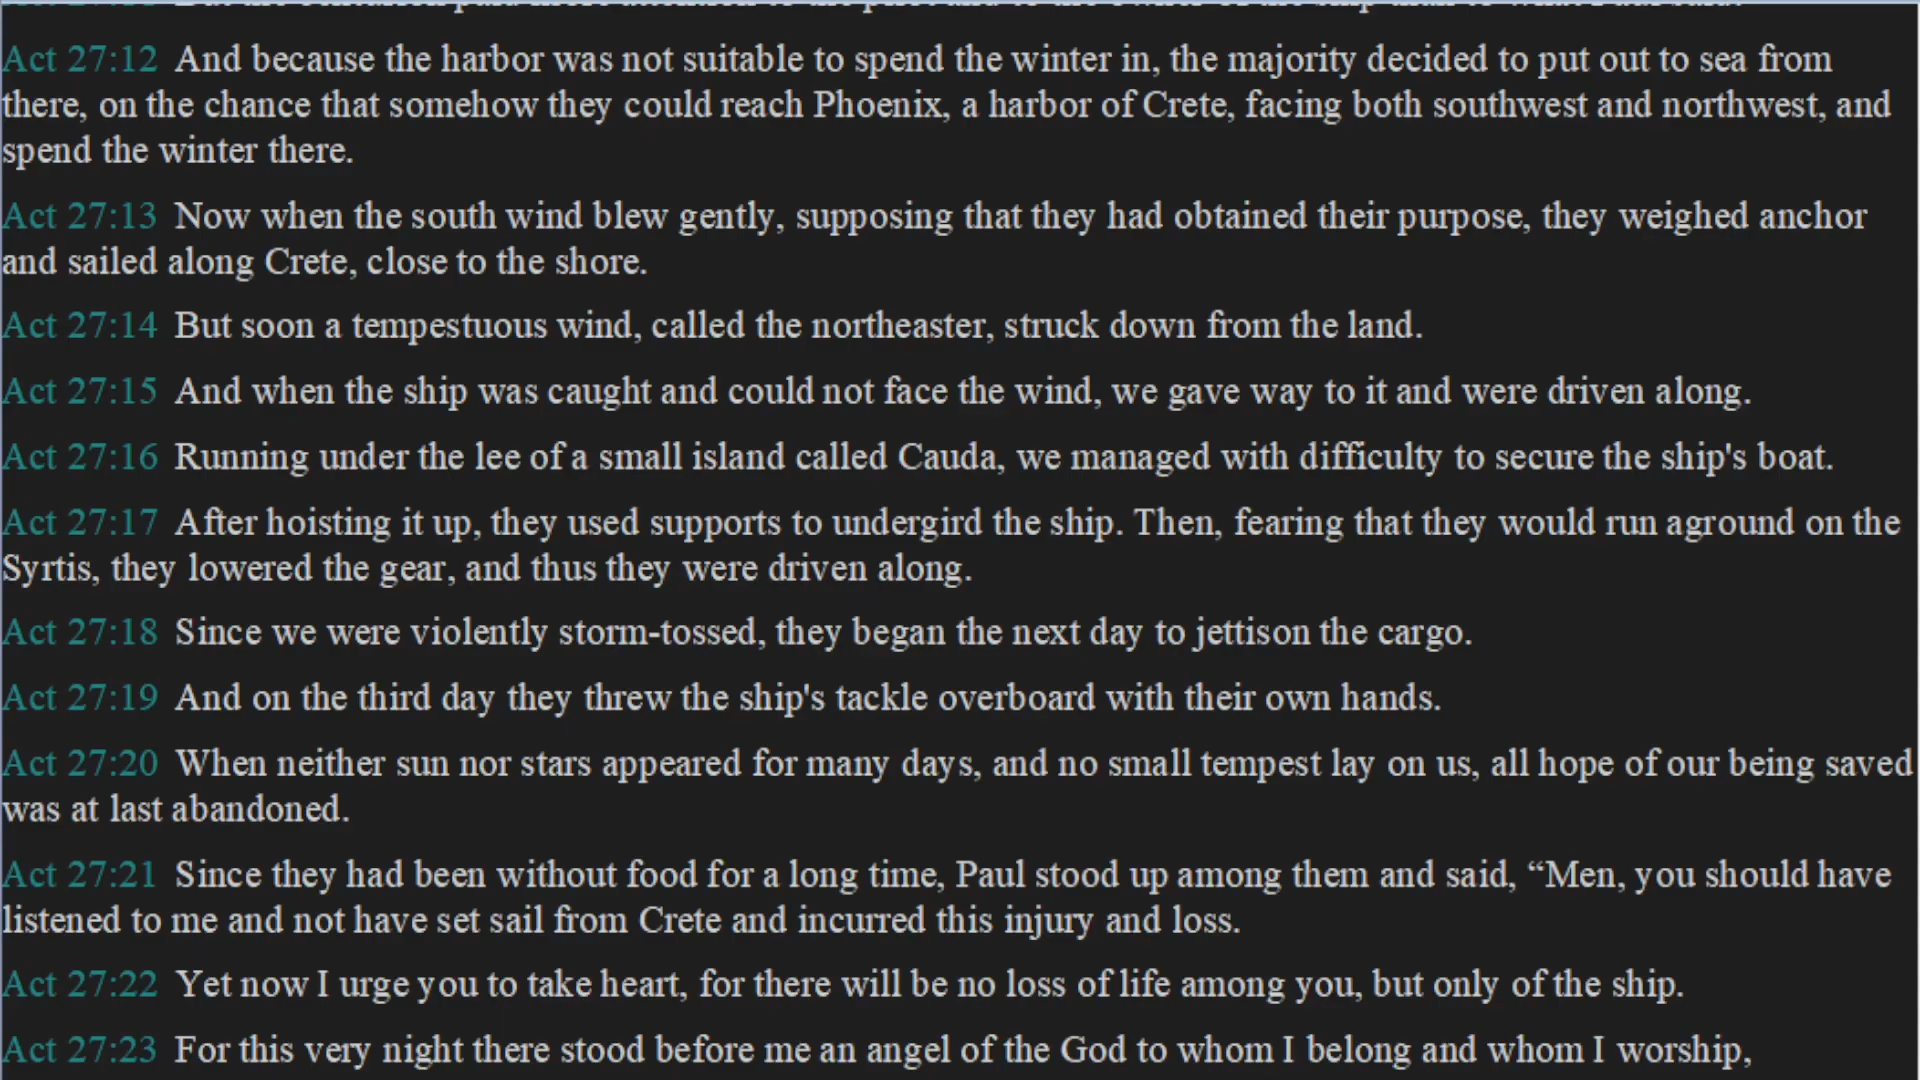 Act 27:12 And because the harbor was not suitable to spend the winter in, the majority decided to put out to sea from
there, on the chance that somehow they could reach Phoenix, a harbor of Crete, facing both southwest and northwest, and
spend the winter there.
Act 27:13 Now when the south wind blew gently, supposing that they had obtained their purpose, they weighed anchor
and sailed along Crete, close to the shore.
Act 27:14 But soon a tempestuous wind, called the northeaster, struck down from the land.
Act 27:15 And when the ship was caught and could not face the wind, we gave way to it and were driven along.
Act 27:16 Running under the lee of a small island called Cauda, we managed with difficulty to secure the ship's boat.
Act 27:17 After hoisting it up, they used supports to undergird the ship. Then, fearing that they would run aground on the
Syrtis, they lowered the gear, and thus they were driven along.
Act 27:18 Since we were violently storm-tossed, they began the next day to jettison the cargo.
Act 27:19 And on the third day they threw the ship's tackle overboard with their own hands.
Act 27:20 When neither sun nor stars appeared for many days, and no small tempest lay on us, all hope of our being saved
was at last abandoned.
Act 27:21 Since they had been without food for a long time, Paul stood up among them and said, “Men, you should have
listened to me and not have set sail from Crete and incurred this injury and loss.
Act 27:22 Yet now I urge you to take heart, for there will be no loss of life among you, but only of the ship.
Act 27:23 For this very night there stood before me an angel of the God to whom I belong and whom I worship,